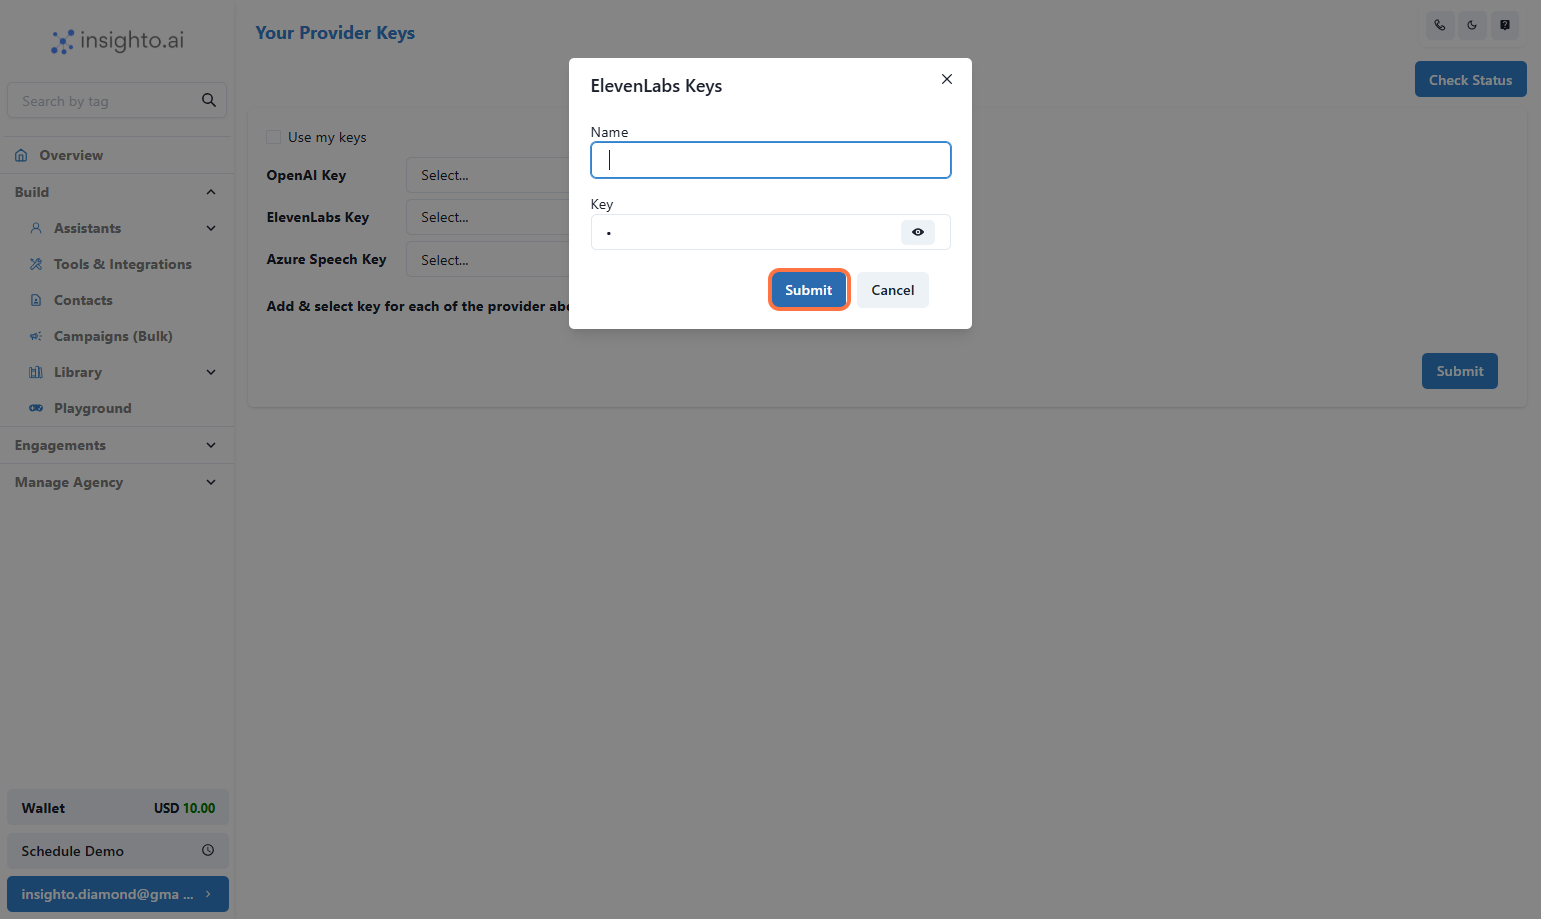 insighto.ai
Search by tag
Overview
Build
Assistants
Tools & Integrations
Contacts
Campaigns (Bulk)
Library
Playground
Engagements
Manage Agency
Wallet USD 10.00
Schedule Demo
insighto.diamond@gma ...
Your Provider Keys
Check Status
Use my keys
OpenAI Key Select...
ElevenLabs Key Select...
Azure Speech Key Select...
Add & select key for each of the provider abo
Submit
ElevenLabs Keys
Name
Key
Submit Cancel